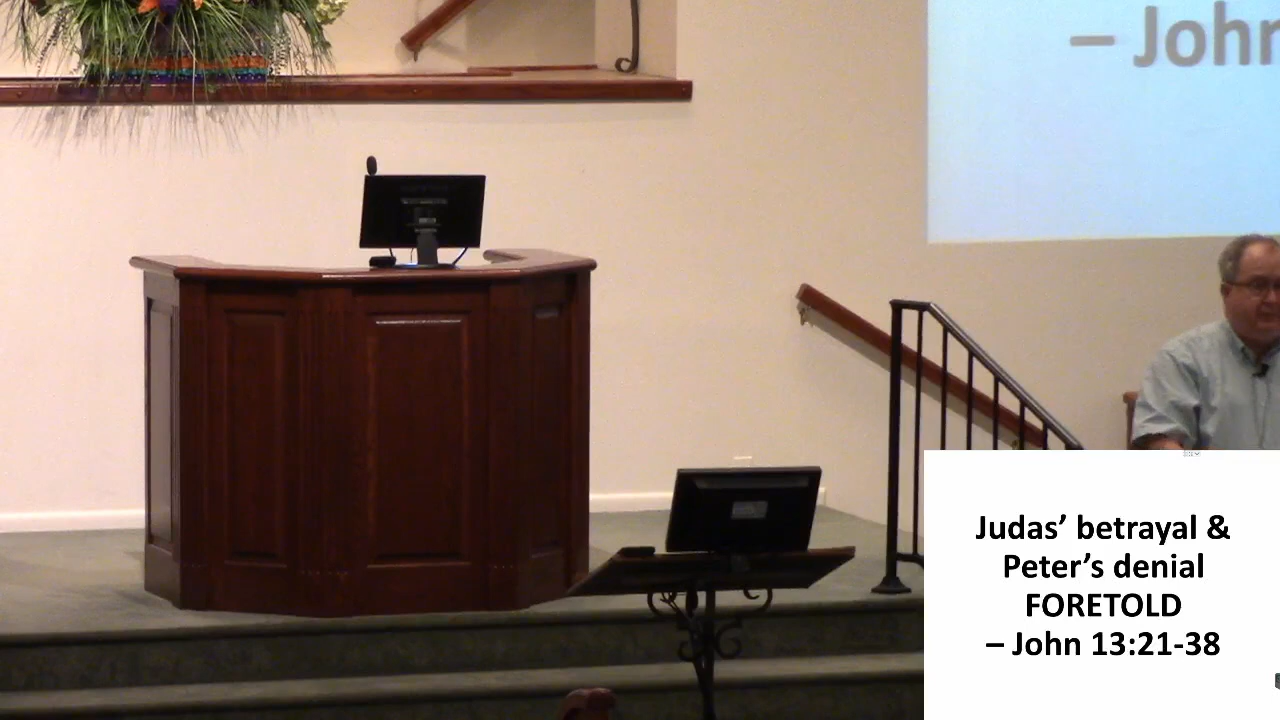 – John
Judas’ betrayal &
Peter’s denial
FORETOLD
– John 13:21-38